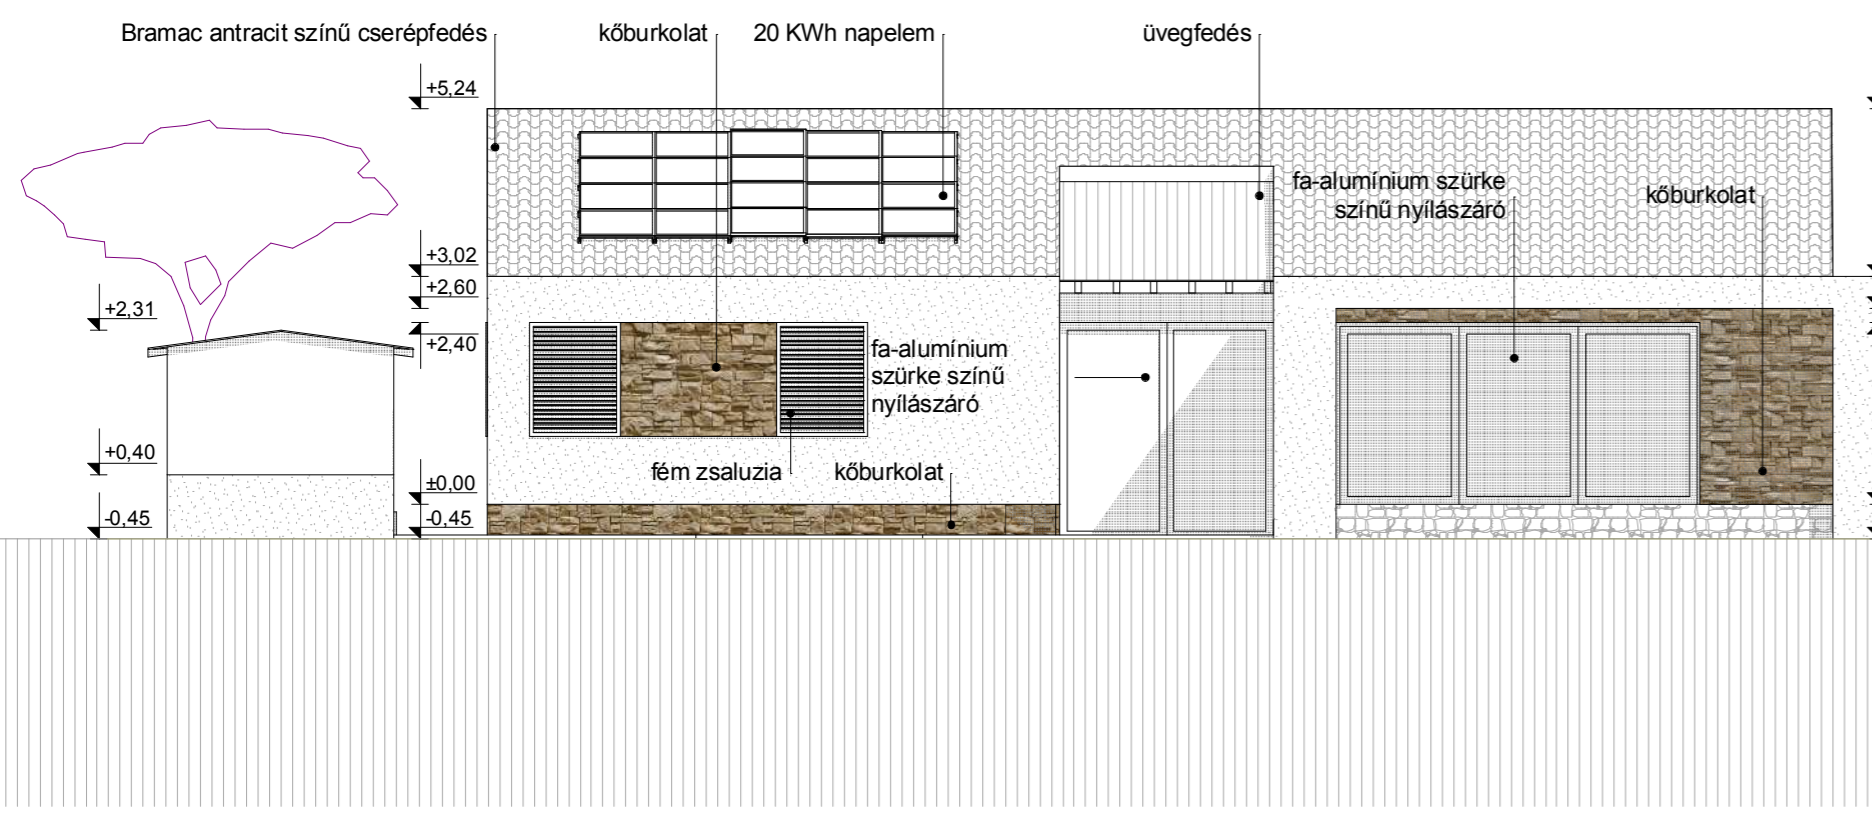 Bramac antracit színű cserépfedés
kőburkolat
20 KWh napelem
üvegfedés
+5,24
fa-alumínium szürke
színű nyílászáró
kőburkolat
+3,02
+2,60
+2,31
+2,40
fa-alumínium
szürke színű
nyílászáró
+0,40
fém zsaluzia
kőburkolat
±0,00
-0,45
-0,45